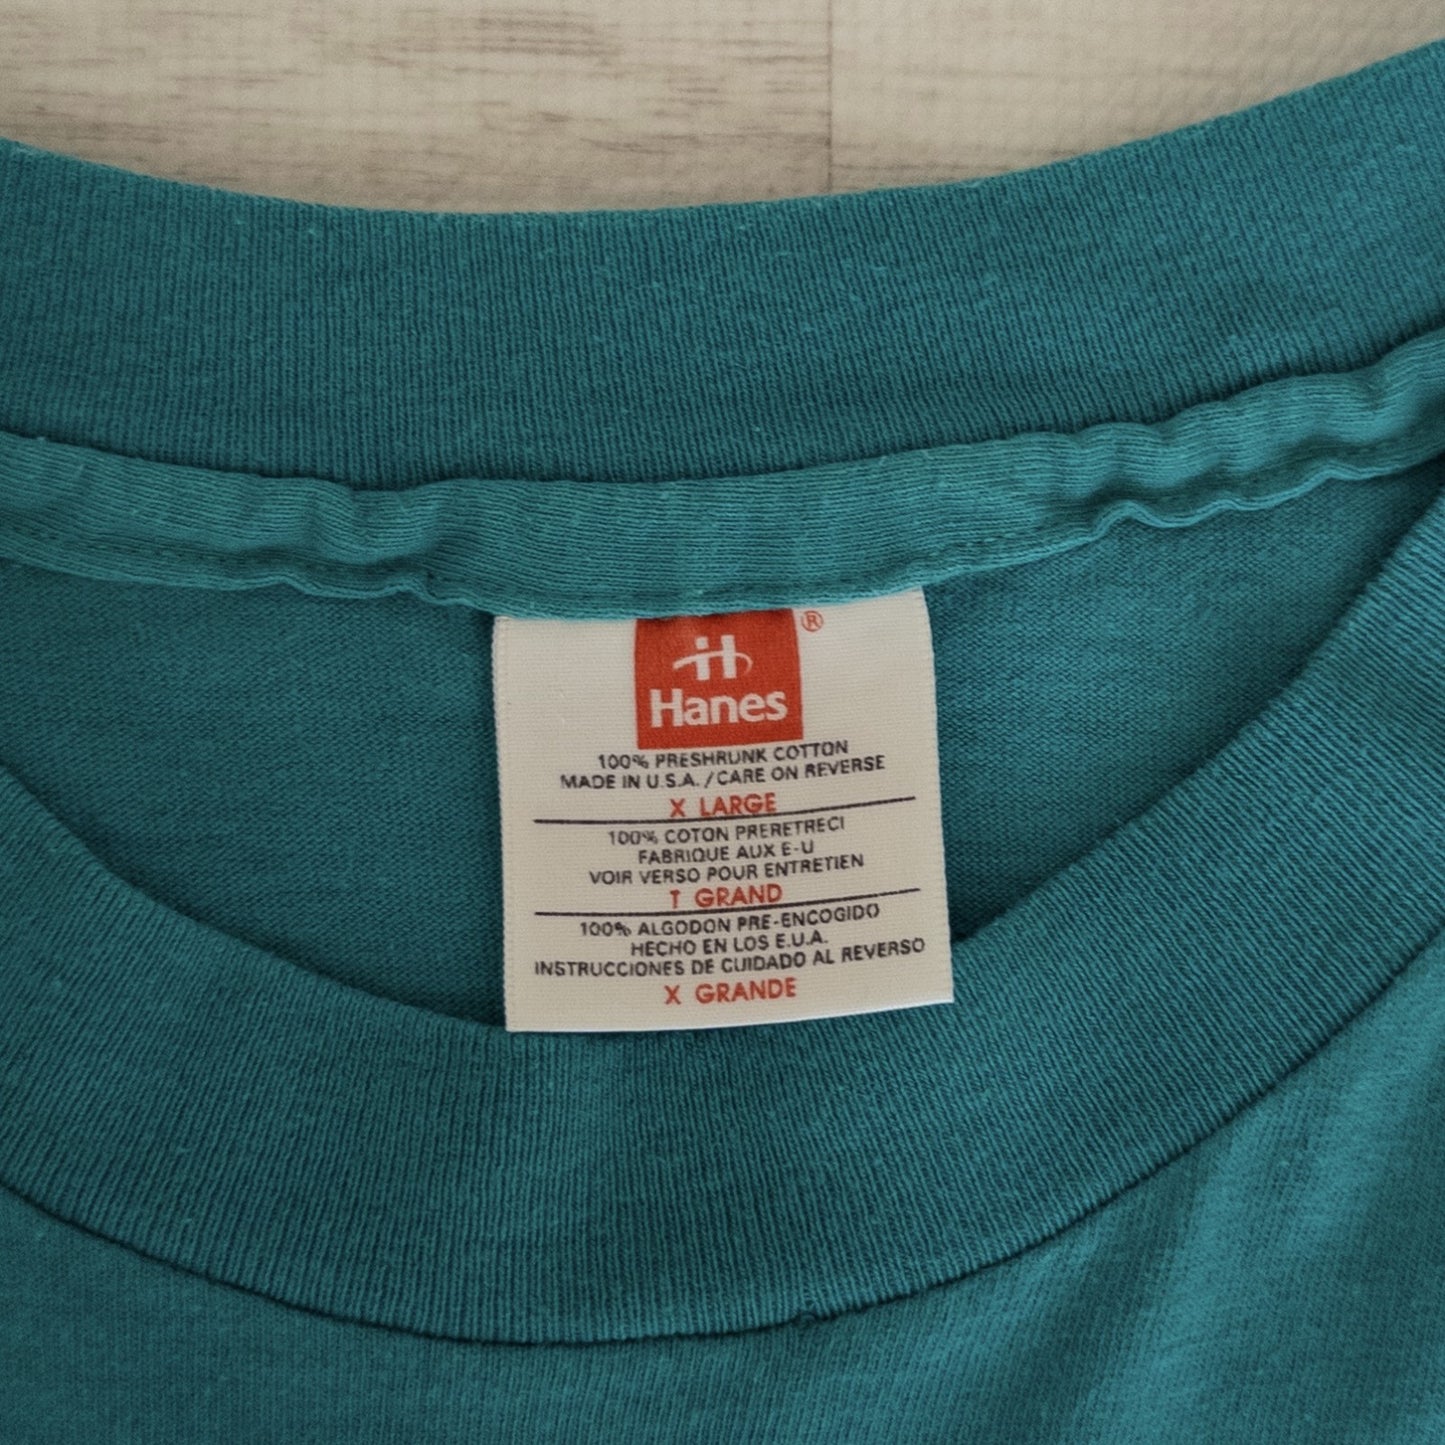 ®
Hanes
100% PRESHRUNK COTTON
MADE IN U.S.A./CARE ON REVERSE
X LARGE
100% COTON PRERETRECI
FABRIQUE AUX E-U
VOIR VERSO POUR ENTRETIEN
T GRAND
100% ALGODON PRE-ENCOGIDO
HECHO EN LOS E.U.A.
INSTRUCCIONES DE CUIDADO AL REVERSO
X GRANDE